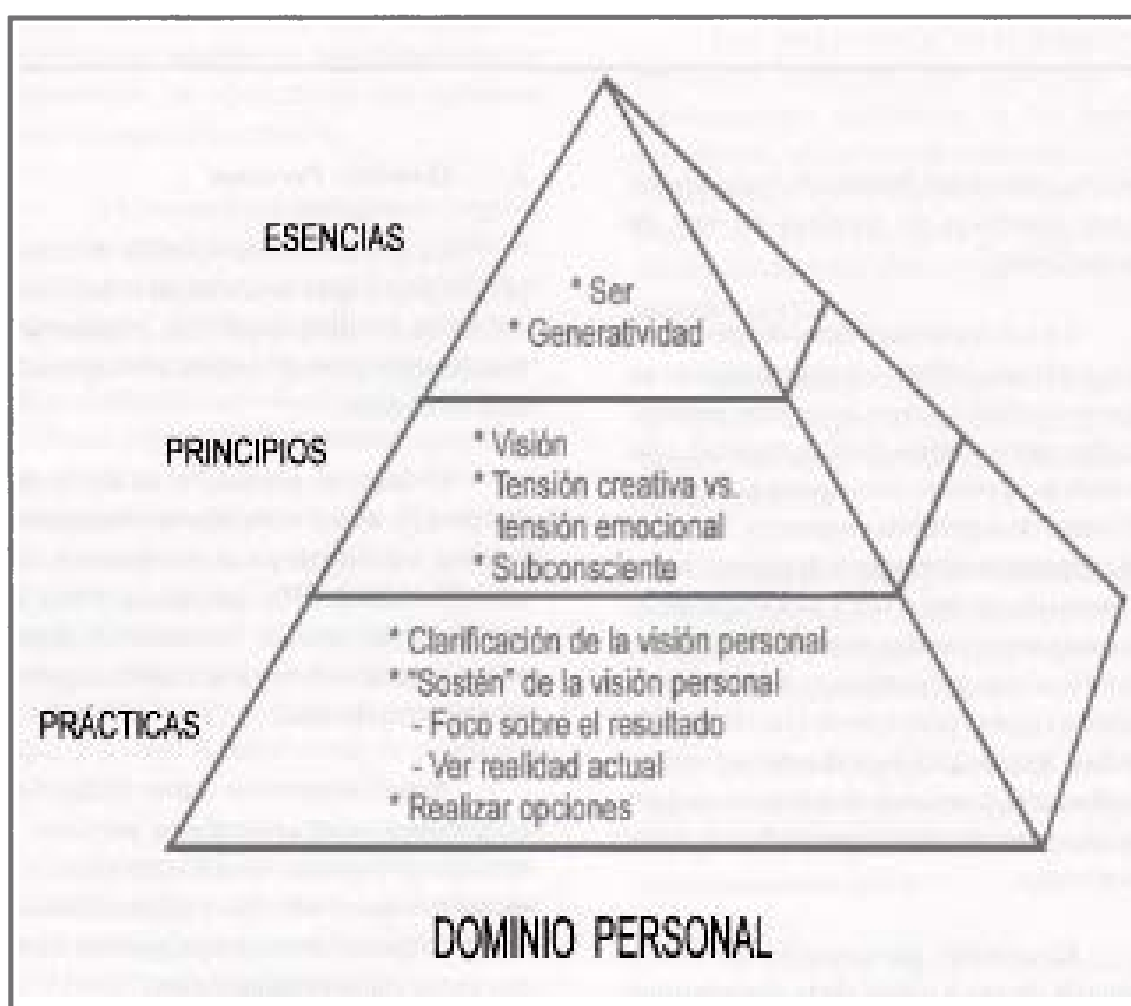 ESENCIAS
* Ser
* Generatividad
PRINCIPIOS
* Visión
* Tensión creativa vs.
tensión emocional
* Subconsciente
PRÁCTICAS
* Clarificación de la visión personal
* "Sostén" de la visión personal
- Foco sobre el resultado
- Ver realidad actual
* Realizar opciones
DOMINIO PERSONAL